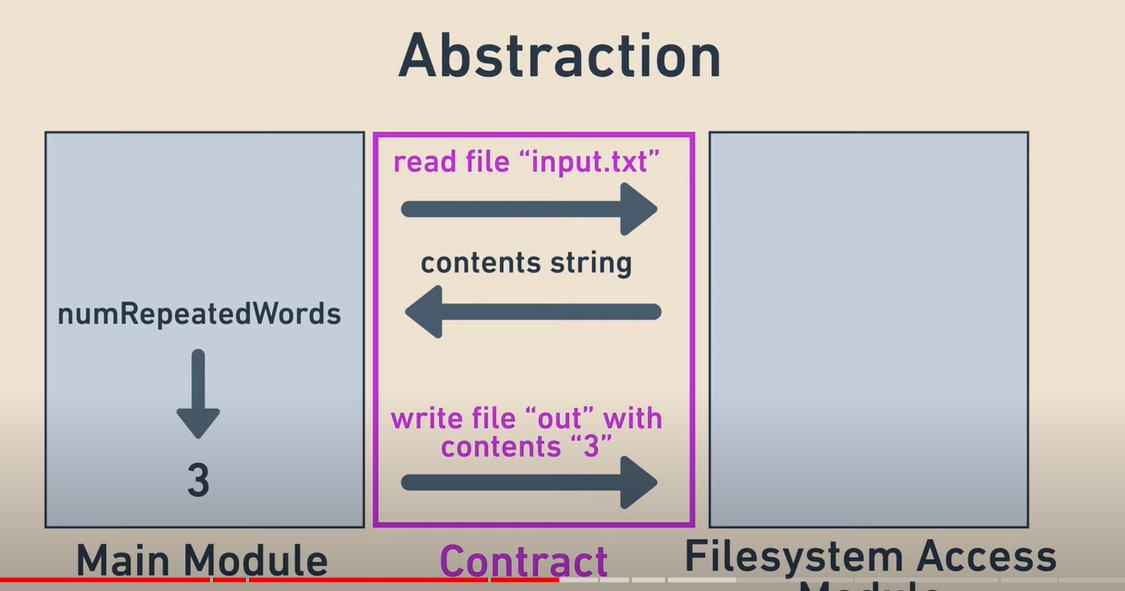 Abstraction
read file “input.txt”
contents string
numRepeatedWords
write file “out” with
contents “3”
3
Main Module
Contract
Filesystem Access
Module